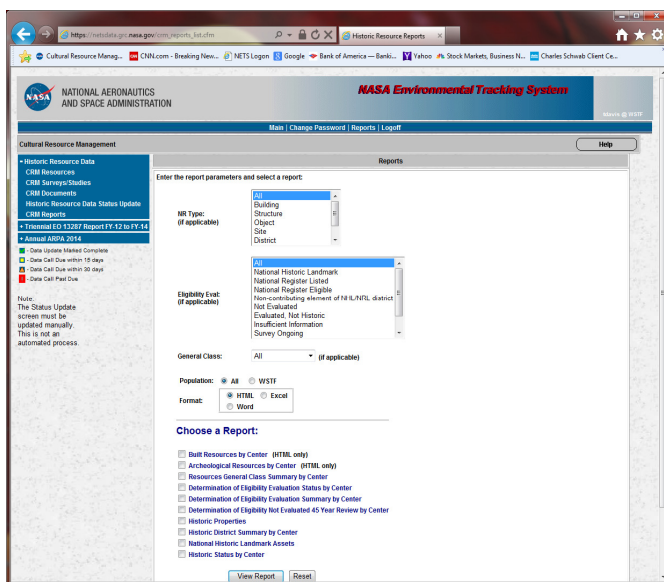 https://netsdata.grc.nasa.gov/crm_reports_list.cfm
Historic Resource Reports
Cultural Resource Manag...
CNN.com - Breaking New...
NETS Logon
Google
Bank of America — Banki...
Yahoo
Stock Markets, Business N...
Charles Schwab Client Ce...
NASA
NATIONAL AERONAUTICS
AND SPACE ADMINISTRATION
NASA Environmental Tracking System
@ WSTF
Main | Change Password | Reports | Logoff
Cultural Resource Management
Help
Historic Resource Data
CRM Resources
CRM Surveys/Studies
CRM Documents
Historic Resource Data Status Update
CRM Reports
+ Triennial EO 13287 Report FY-12 to FY-14
+ Annual ARPA 2014
- Data Update Marked Complete
- Data Call Due within 15 days
- Data Call Due within 30 days
- Data Call Past Due
Note:
The Status Update
screen must be
updated manually.
This is not an
automated process.
Reports
Enter the report parameters and select a report:
NR Type:
(if applicable)
All
Building
Structure
Object
Site
District
Eligibility Eval:
(if applicable)
All
National Historic Landmark
National Register Listed
National Register Eligible
Non-contributing element of NHL/NRL district
Not Evaluated
Evaluated, Not Historic
Insufficient Information
Survey Ongoing
General Class:
All
(if applicable)
Population:
All
WSTF
Format:
HTML
Excel
Word
Choose a Report:
Built Resources by Center (HTML only)
Archeological Resources by Center (HTML only)
Resources General Class Summary by Center
Determination of Eligibility Evaluation Status by Center
Determination of Eligibility Evaluation Summary by Center
Determination of Eligibility Not Evaluated 45 Year Review by Center
Historic Properties
Historic District Summary by Center
National Historic Landmark Assets
Historic Status by Center
View Report
Reset